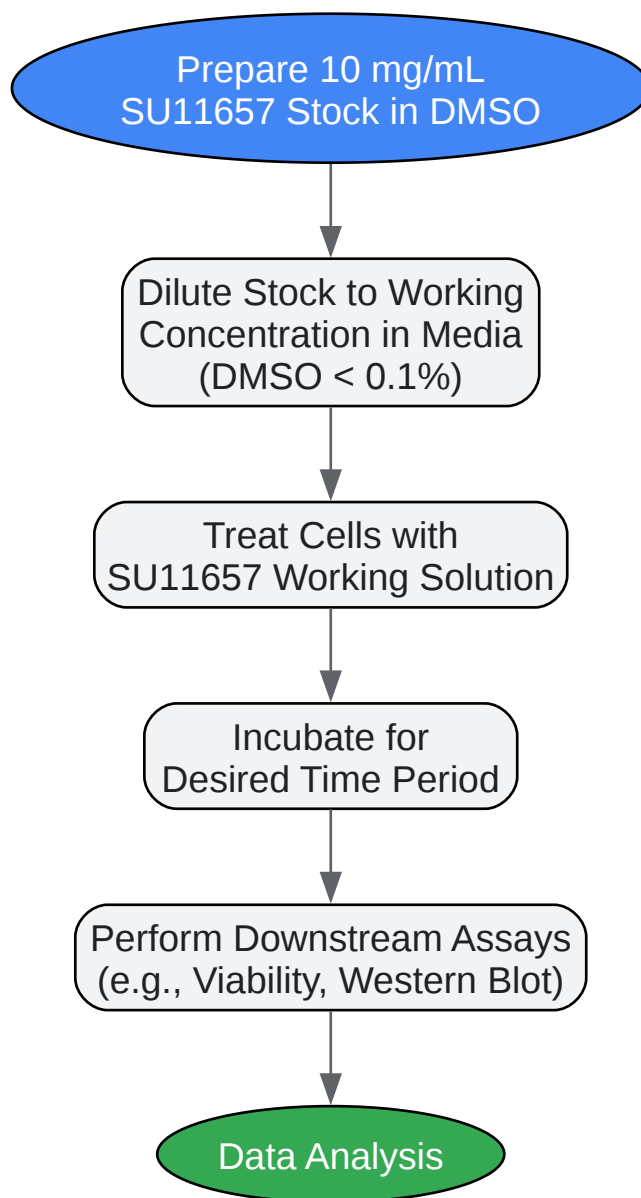 Prepare 10 mg/mL
SU11657 Stock in DMSO
Dilute Stock to Working
Concentration in Media
(DMSO < 0.1%)
Treat Cells with
SU11657 Working Solution
Incubate for
Desired Time Period
Perform Downstream Assays
(e.g., Viability, Western Blot)
Data Analysis